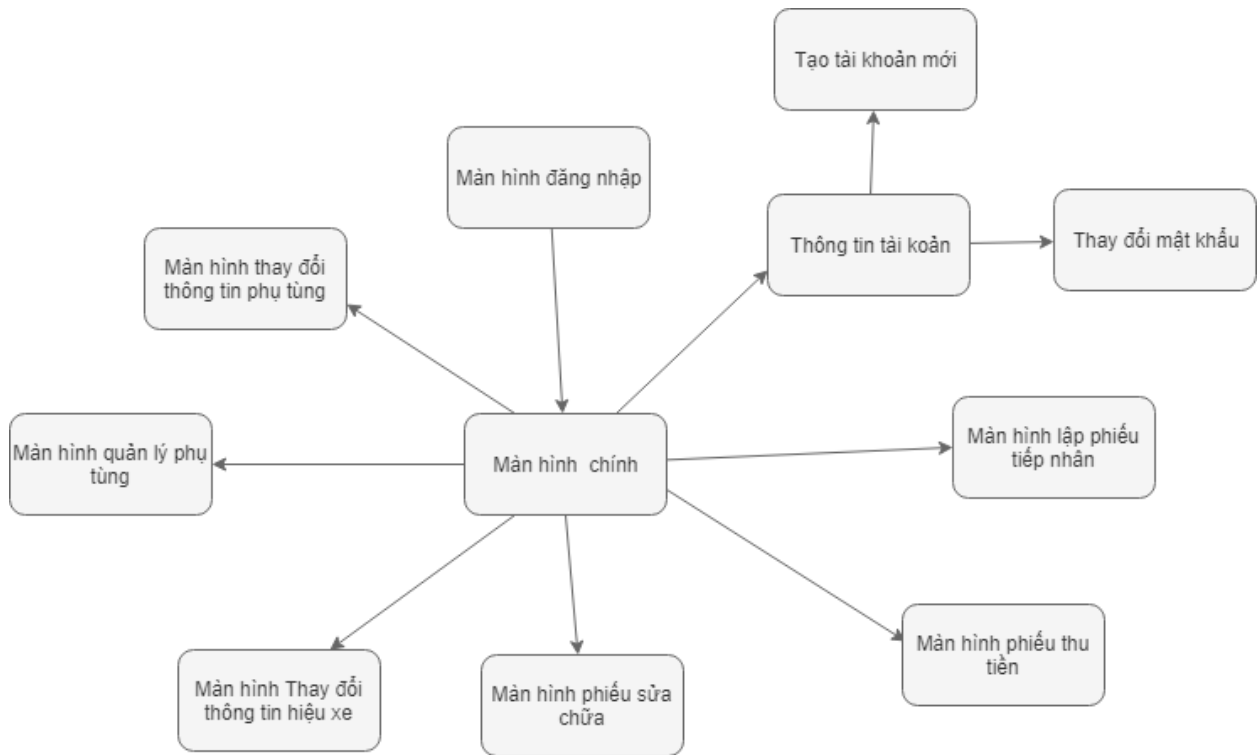 Tạo tài khoản mới
Màn hình đăng nhập
Thông tin tài koản
Thay đổi mật khẩu
Màn hình thay đổi
thông tin phụ tùng
Màn hình quản lý phụ
tùng
Màn hình  chính
Màn hình lập phiếu
tiếp nhân
Màn hình phiếu thu
tiền
Màn hình Thay đổi
thông tin hiệu xe
Màn hình phiếu sửa
chữa